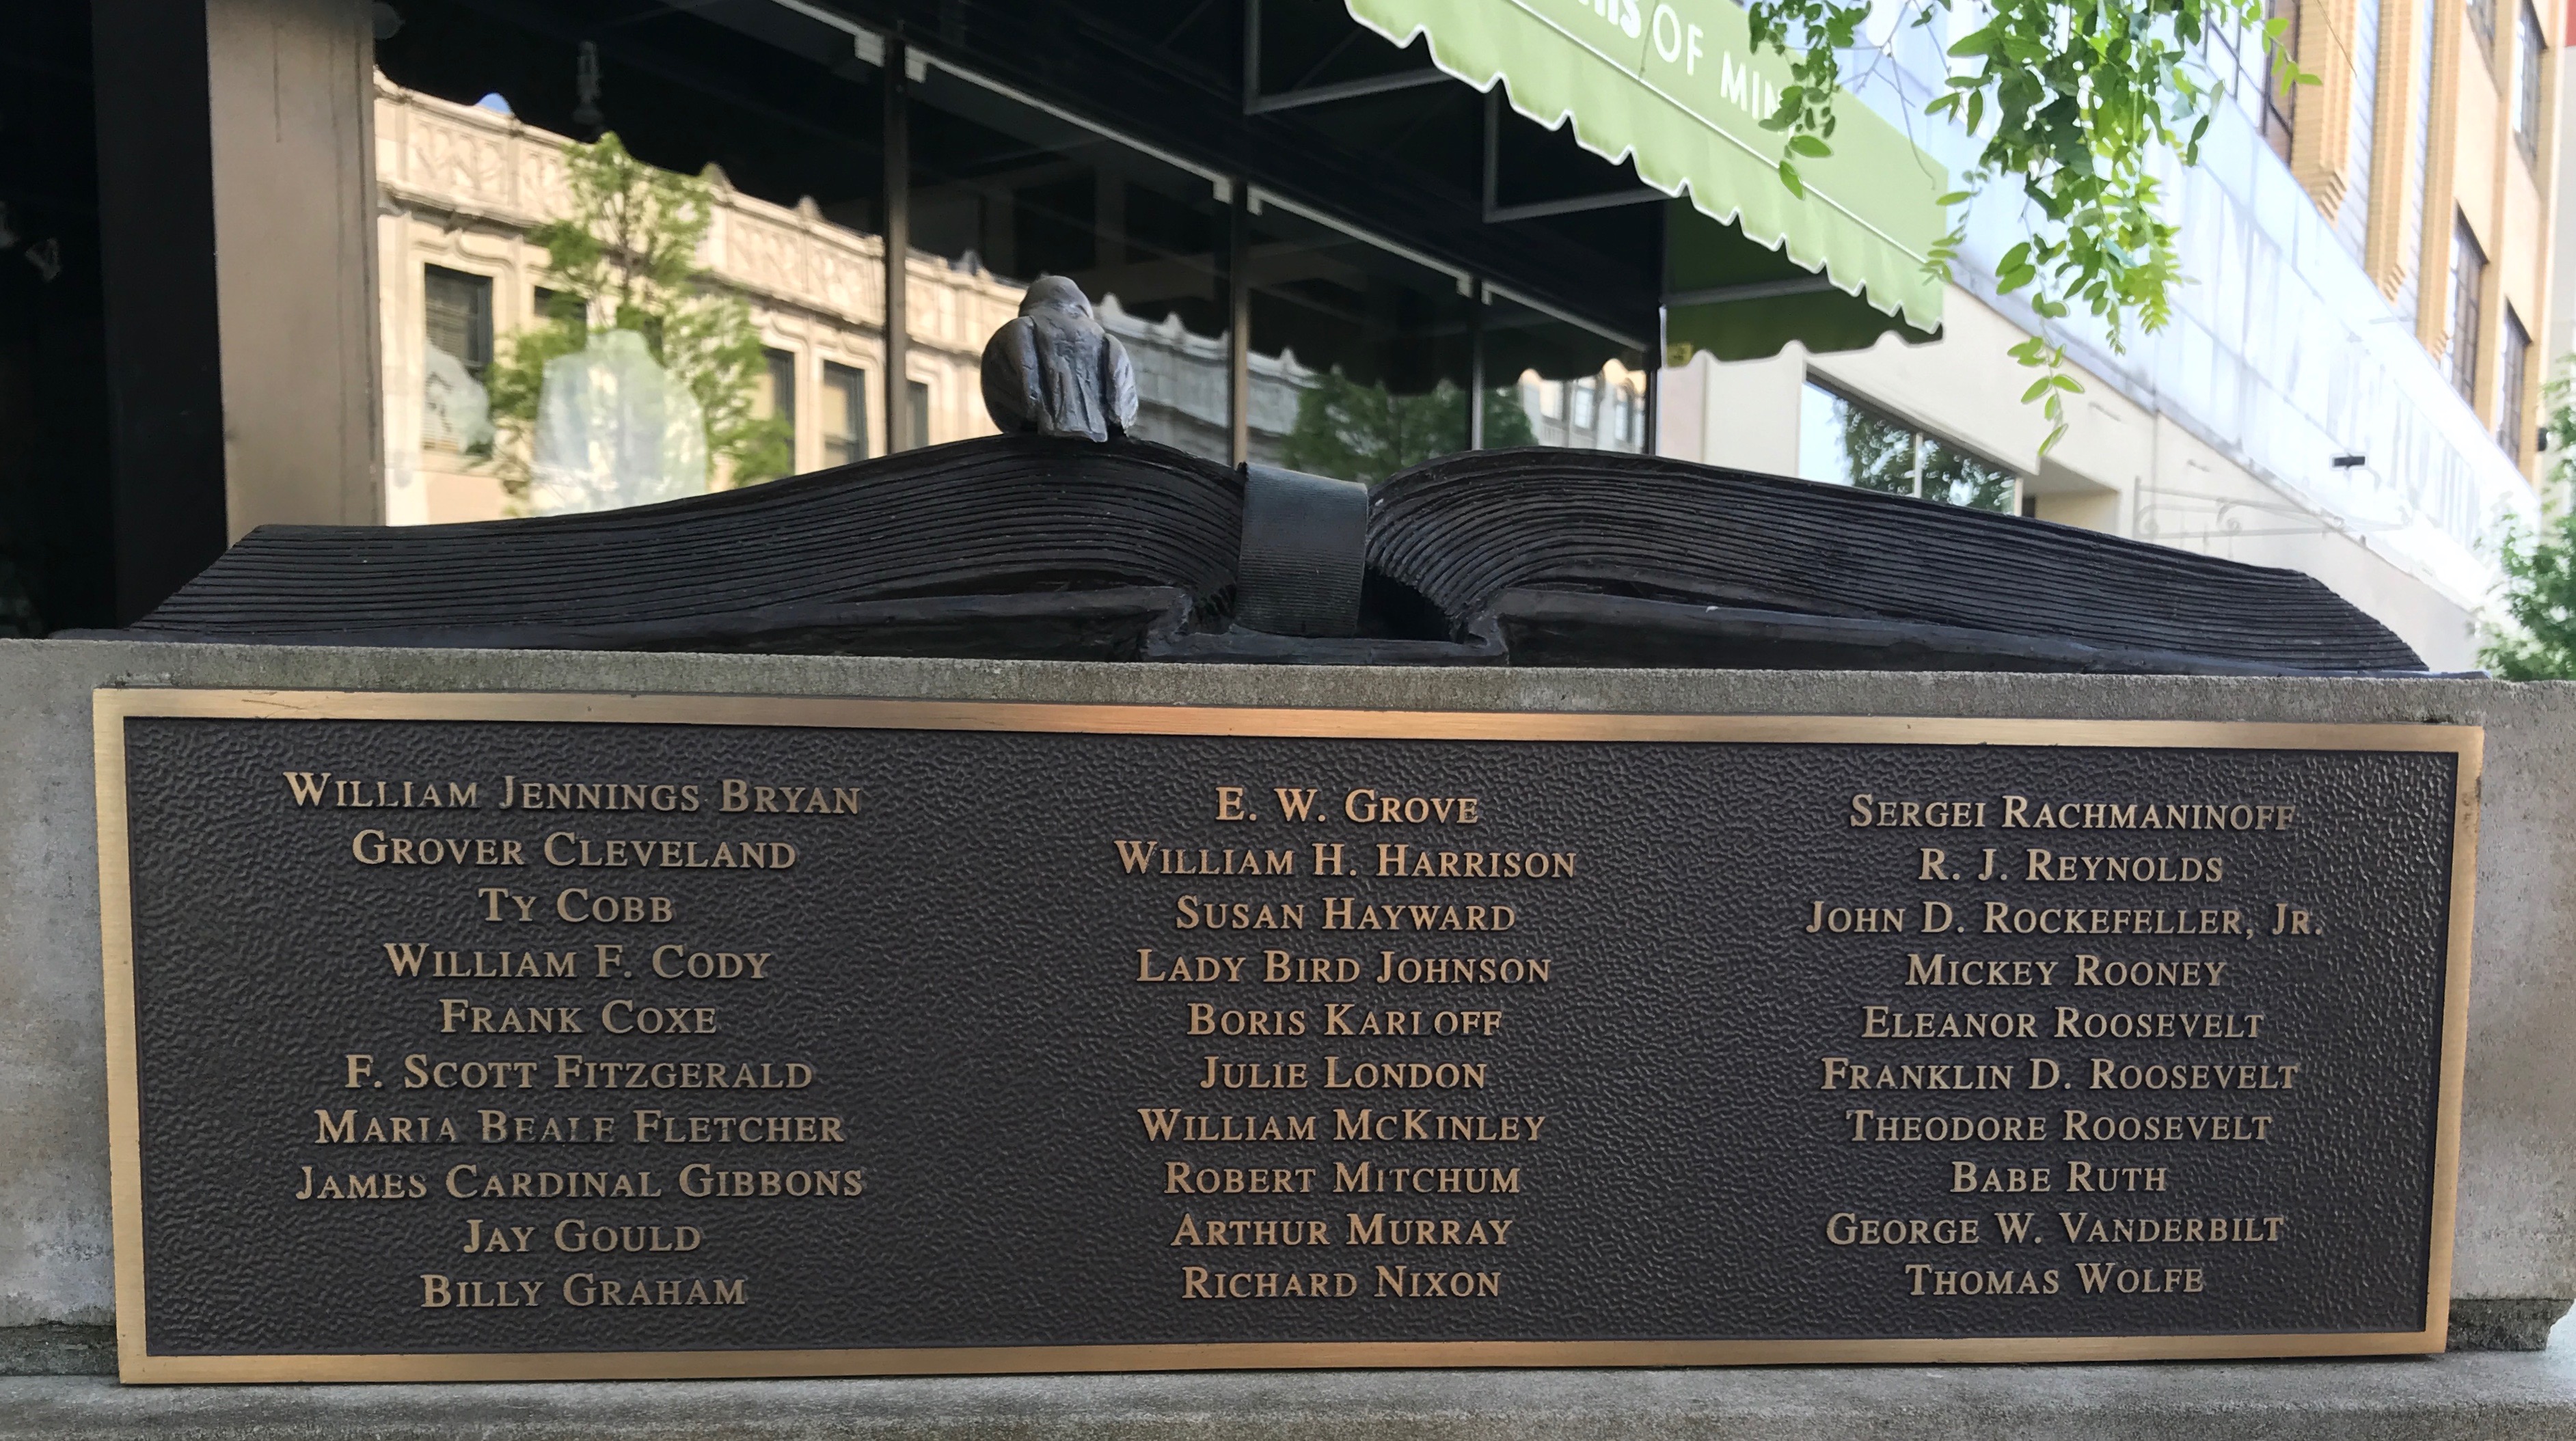 OF
William Jennings Bryan
Grover Cleveland
Ty Cobb
William F. Cody
Frank Coxe
F. Scott Fitzgerald
Maria Beale Fletcher
James Cardinal Gibbons
Jay Gould
Billy Graham
E. W. Grove
William H. Harrison
Susan Hayward
Lady Bird Johnson
Boris Karloff
Julie London
William McKinley
Robert Mitchum
Arthur Murray
Richard Nixon
Sergei Rachmaninoff
R. J. Reynolds
John D. Rockefeller, Jr.
Mickey Rooney
Eleanor Roosevelt
Franklin D. Roosevelt
Theodore Roosevelt
Babe Ruth
George W. Vanderbilt
Thomas Wolfe